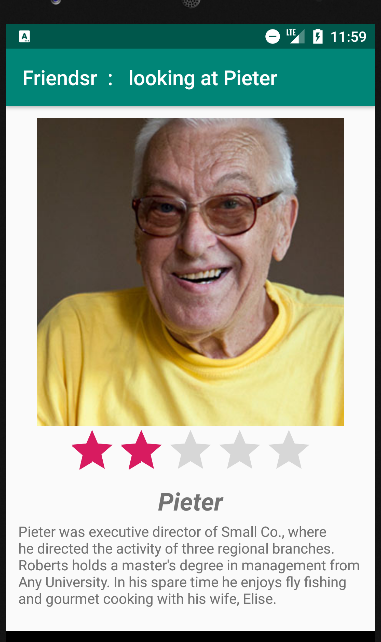 LTE 11:59
Friendsr : looking at Pieter
Pieter
Pieter was executive director of Small Co., where
he directed the activity of three regional branches.
Roberts holds a master's degree in management from
Any University. In his spare time he enjoys fly fishing
and gourmet cooking with his wife, Elise.